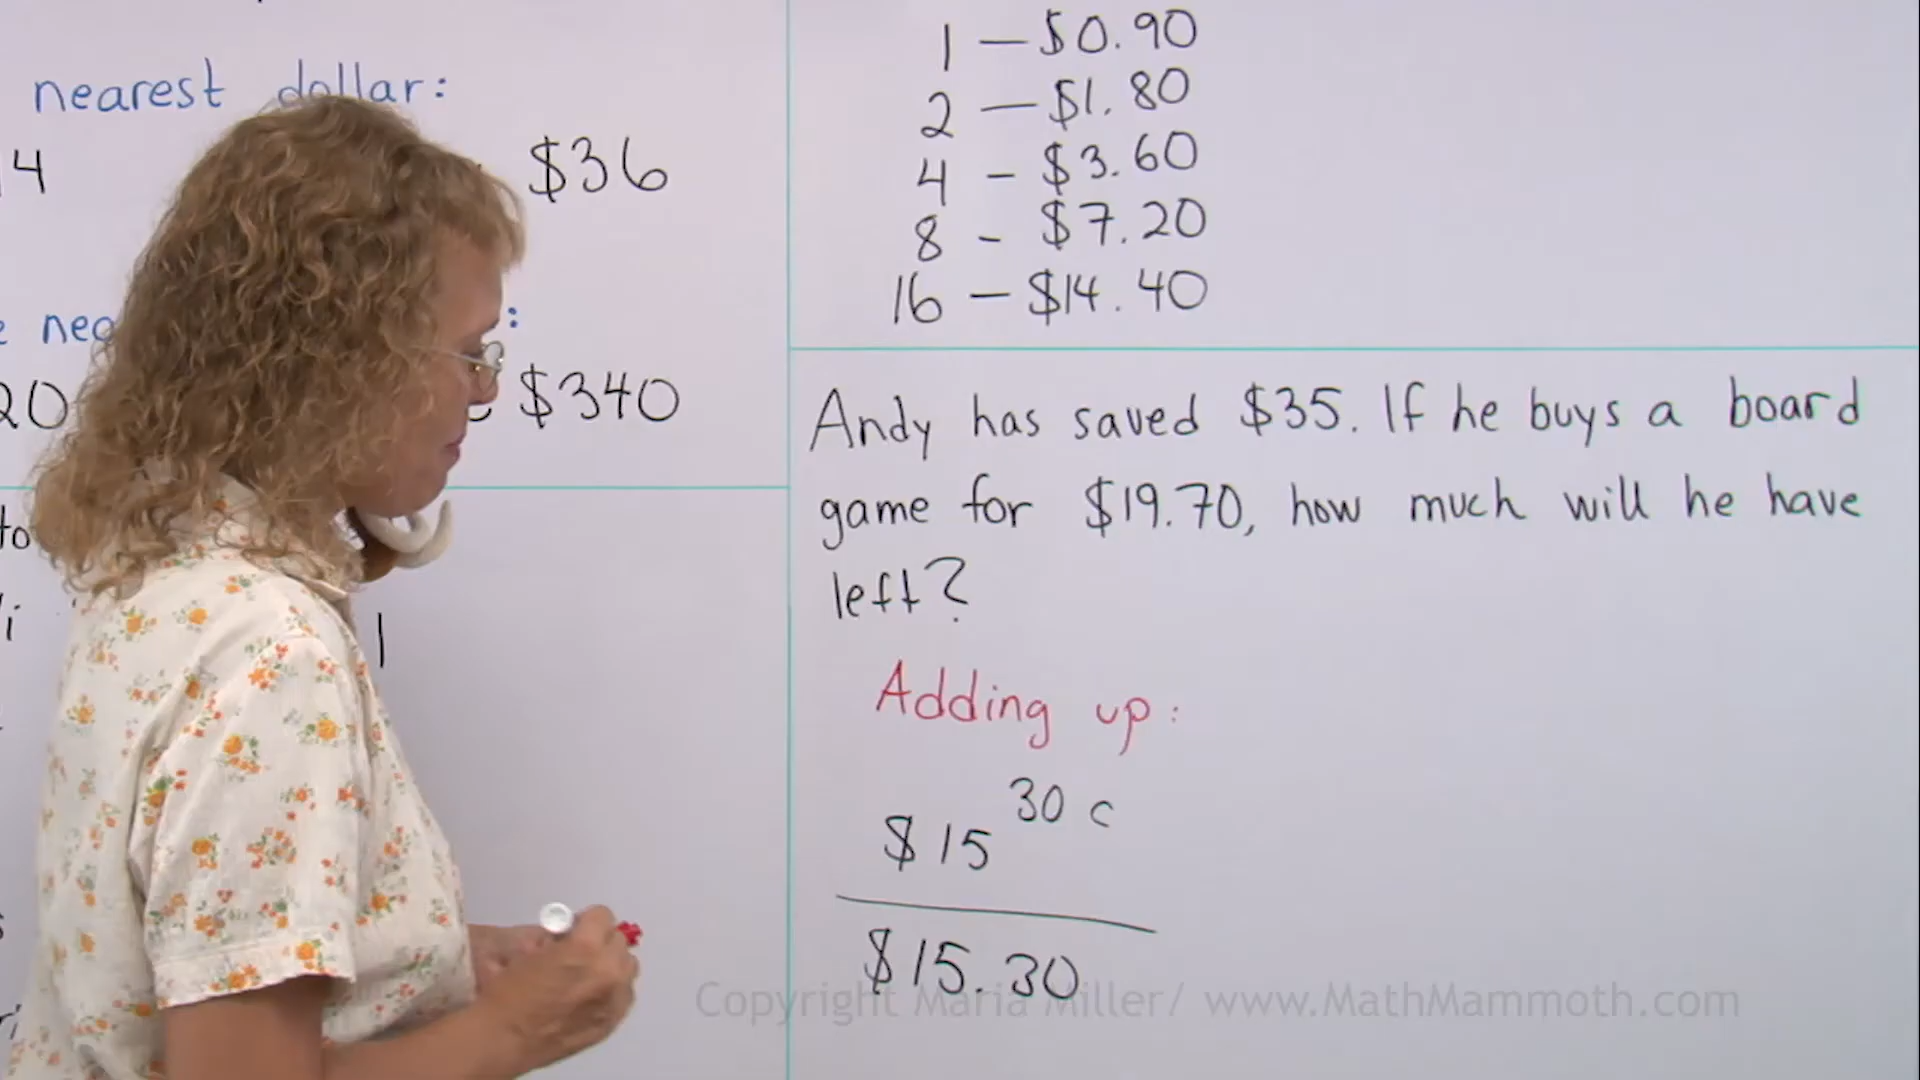 nearest dollar:
14
$36
:
20
$340
1 — $0.90
2 — $1.80
4 - $3.60
8 - $7.20
16 — $14.40
Andy has saved $35. If he buys a board
game for $19.70, how much will he have
left?
Adding up:
30 c
$15
$15.30
Copyright Maria Miller/ www.MathMammoth.com